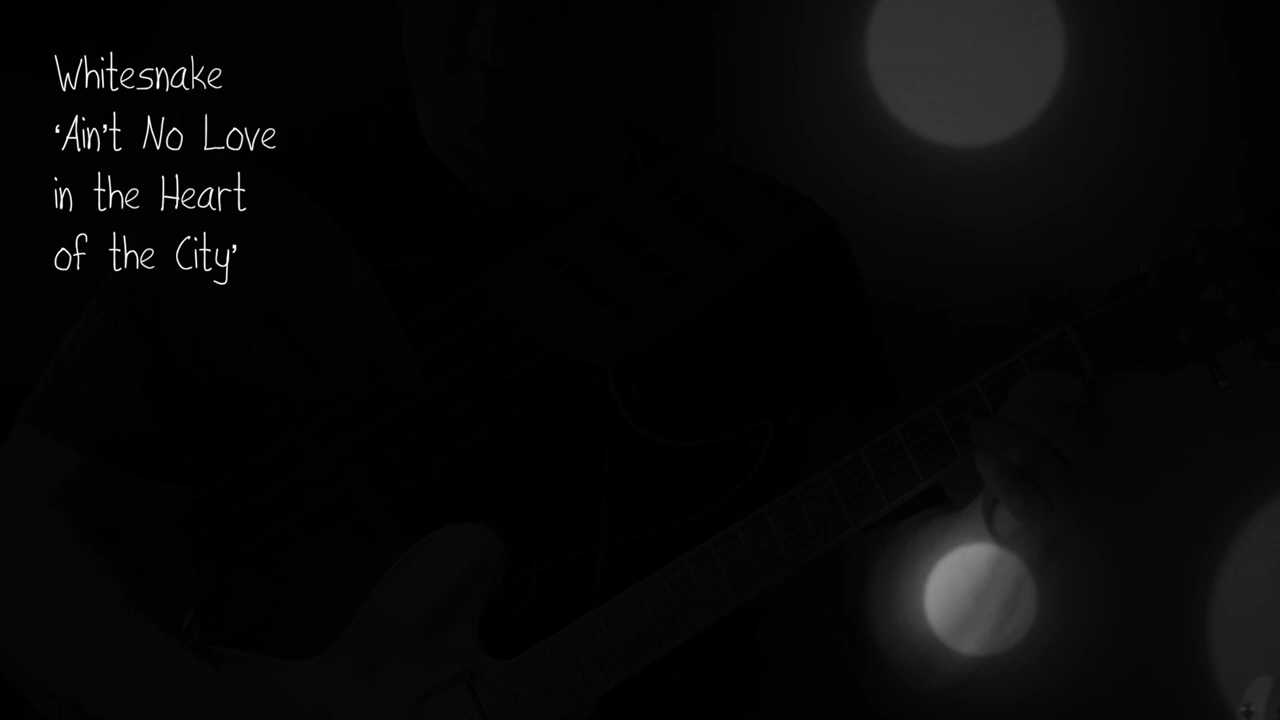 Whitesnake
‘Ain’t No Love
in the Heart
of the City’